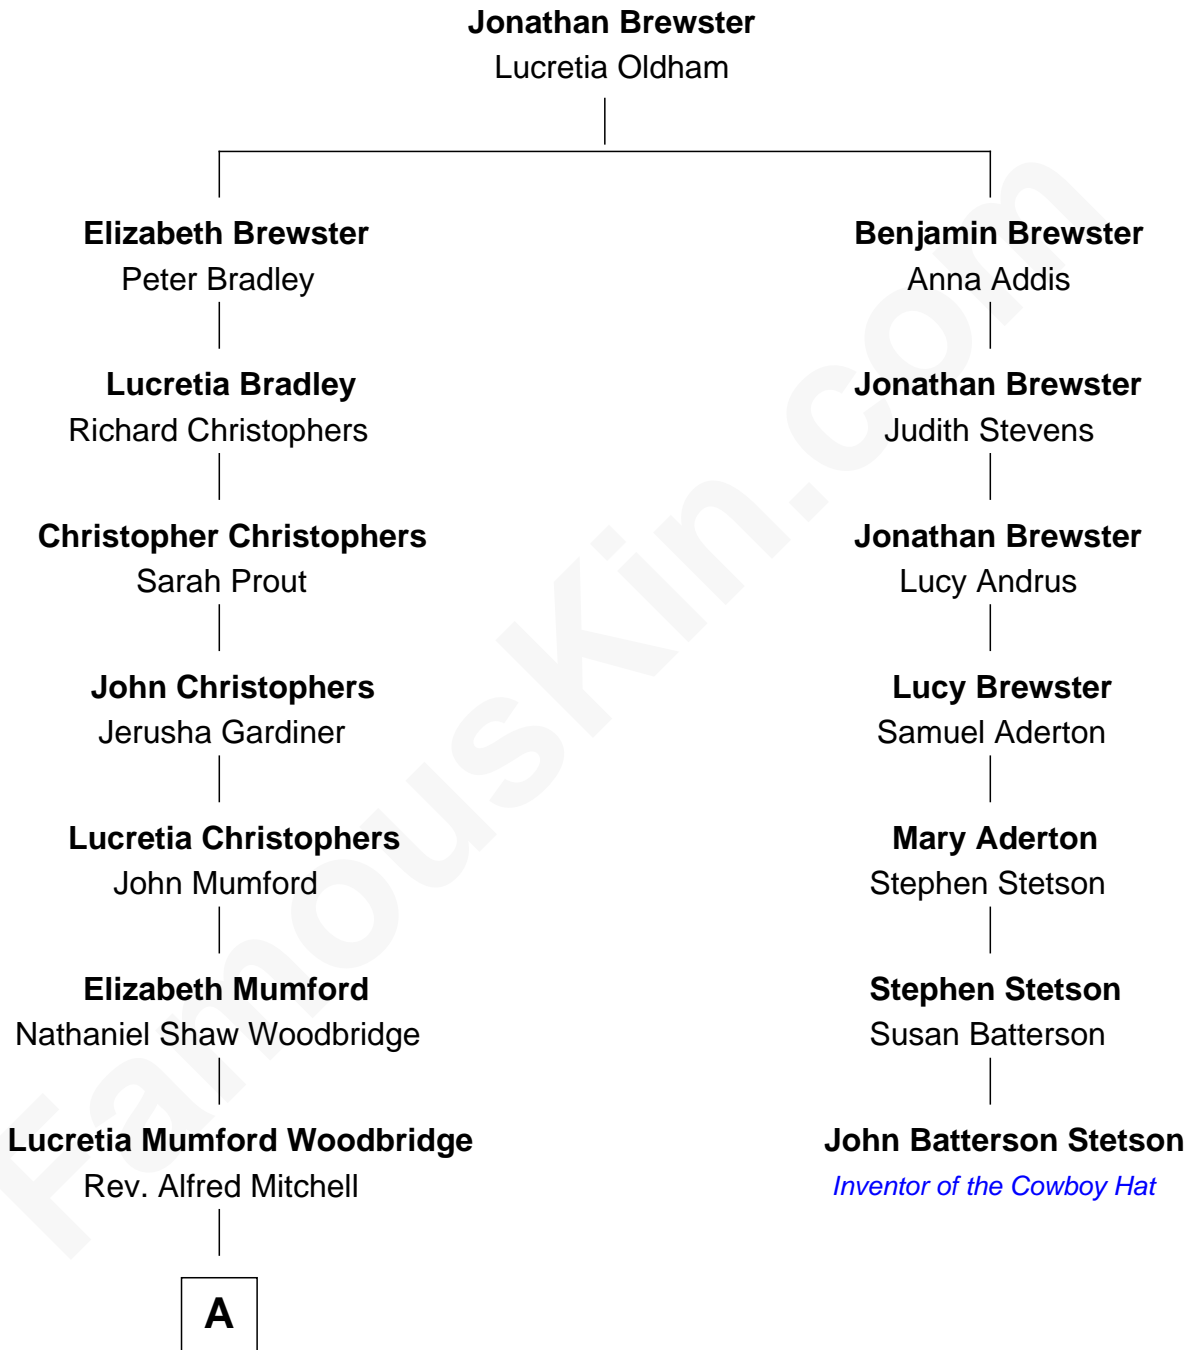 Jonathan Brewster
Lucretia Oldham
Elizabeth Brewster
Peter Bradley
Benjamin Brewster
Anna Addis
Lucretia Bradley
Richard Christophers
Jonathan Brewster
Judith Stevens
Christopher Christophers
Sarah Prout
Jonathan Brewster
Lucy Andrus
John Christophers
Jerusha Gardiner
Lucy Brewster
Samuel Aderton
Lucretia Christophers
John Mumford
Mary Aderton
Stephen Stetson
Elizabeth Mumford
Nathaniel Shaw Woodbridge
Stephen Stetson
Susan Batterson
Lucretia Mumford Woodbridge
Rev. Alfred Mitchell
John Batterson Stetson
Inventor of the Cowboy Hat
A
FamousKin.com